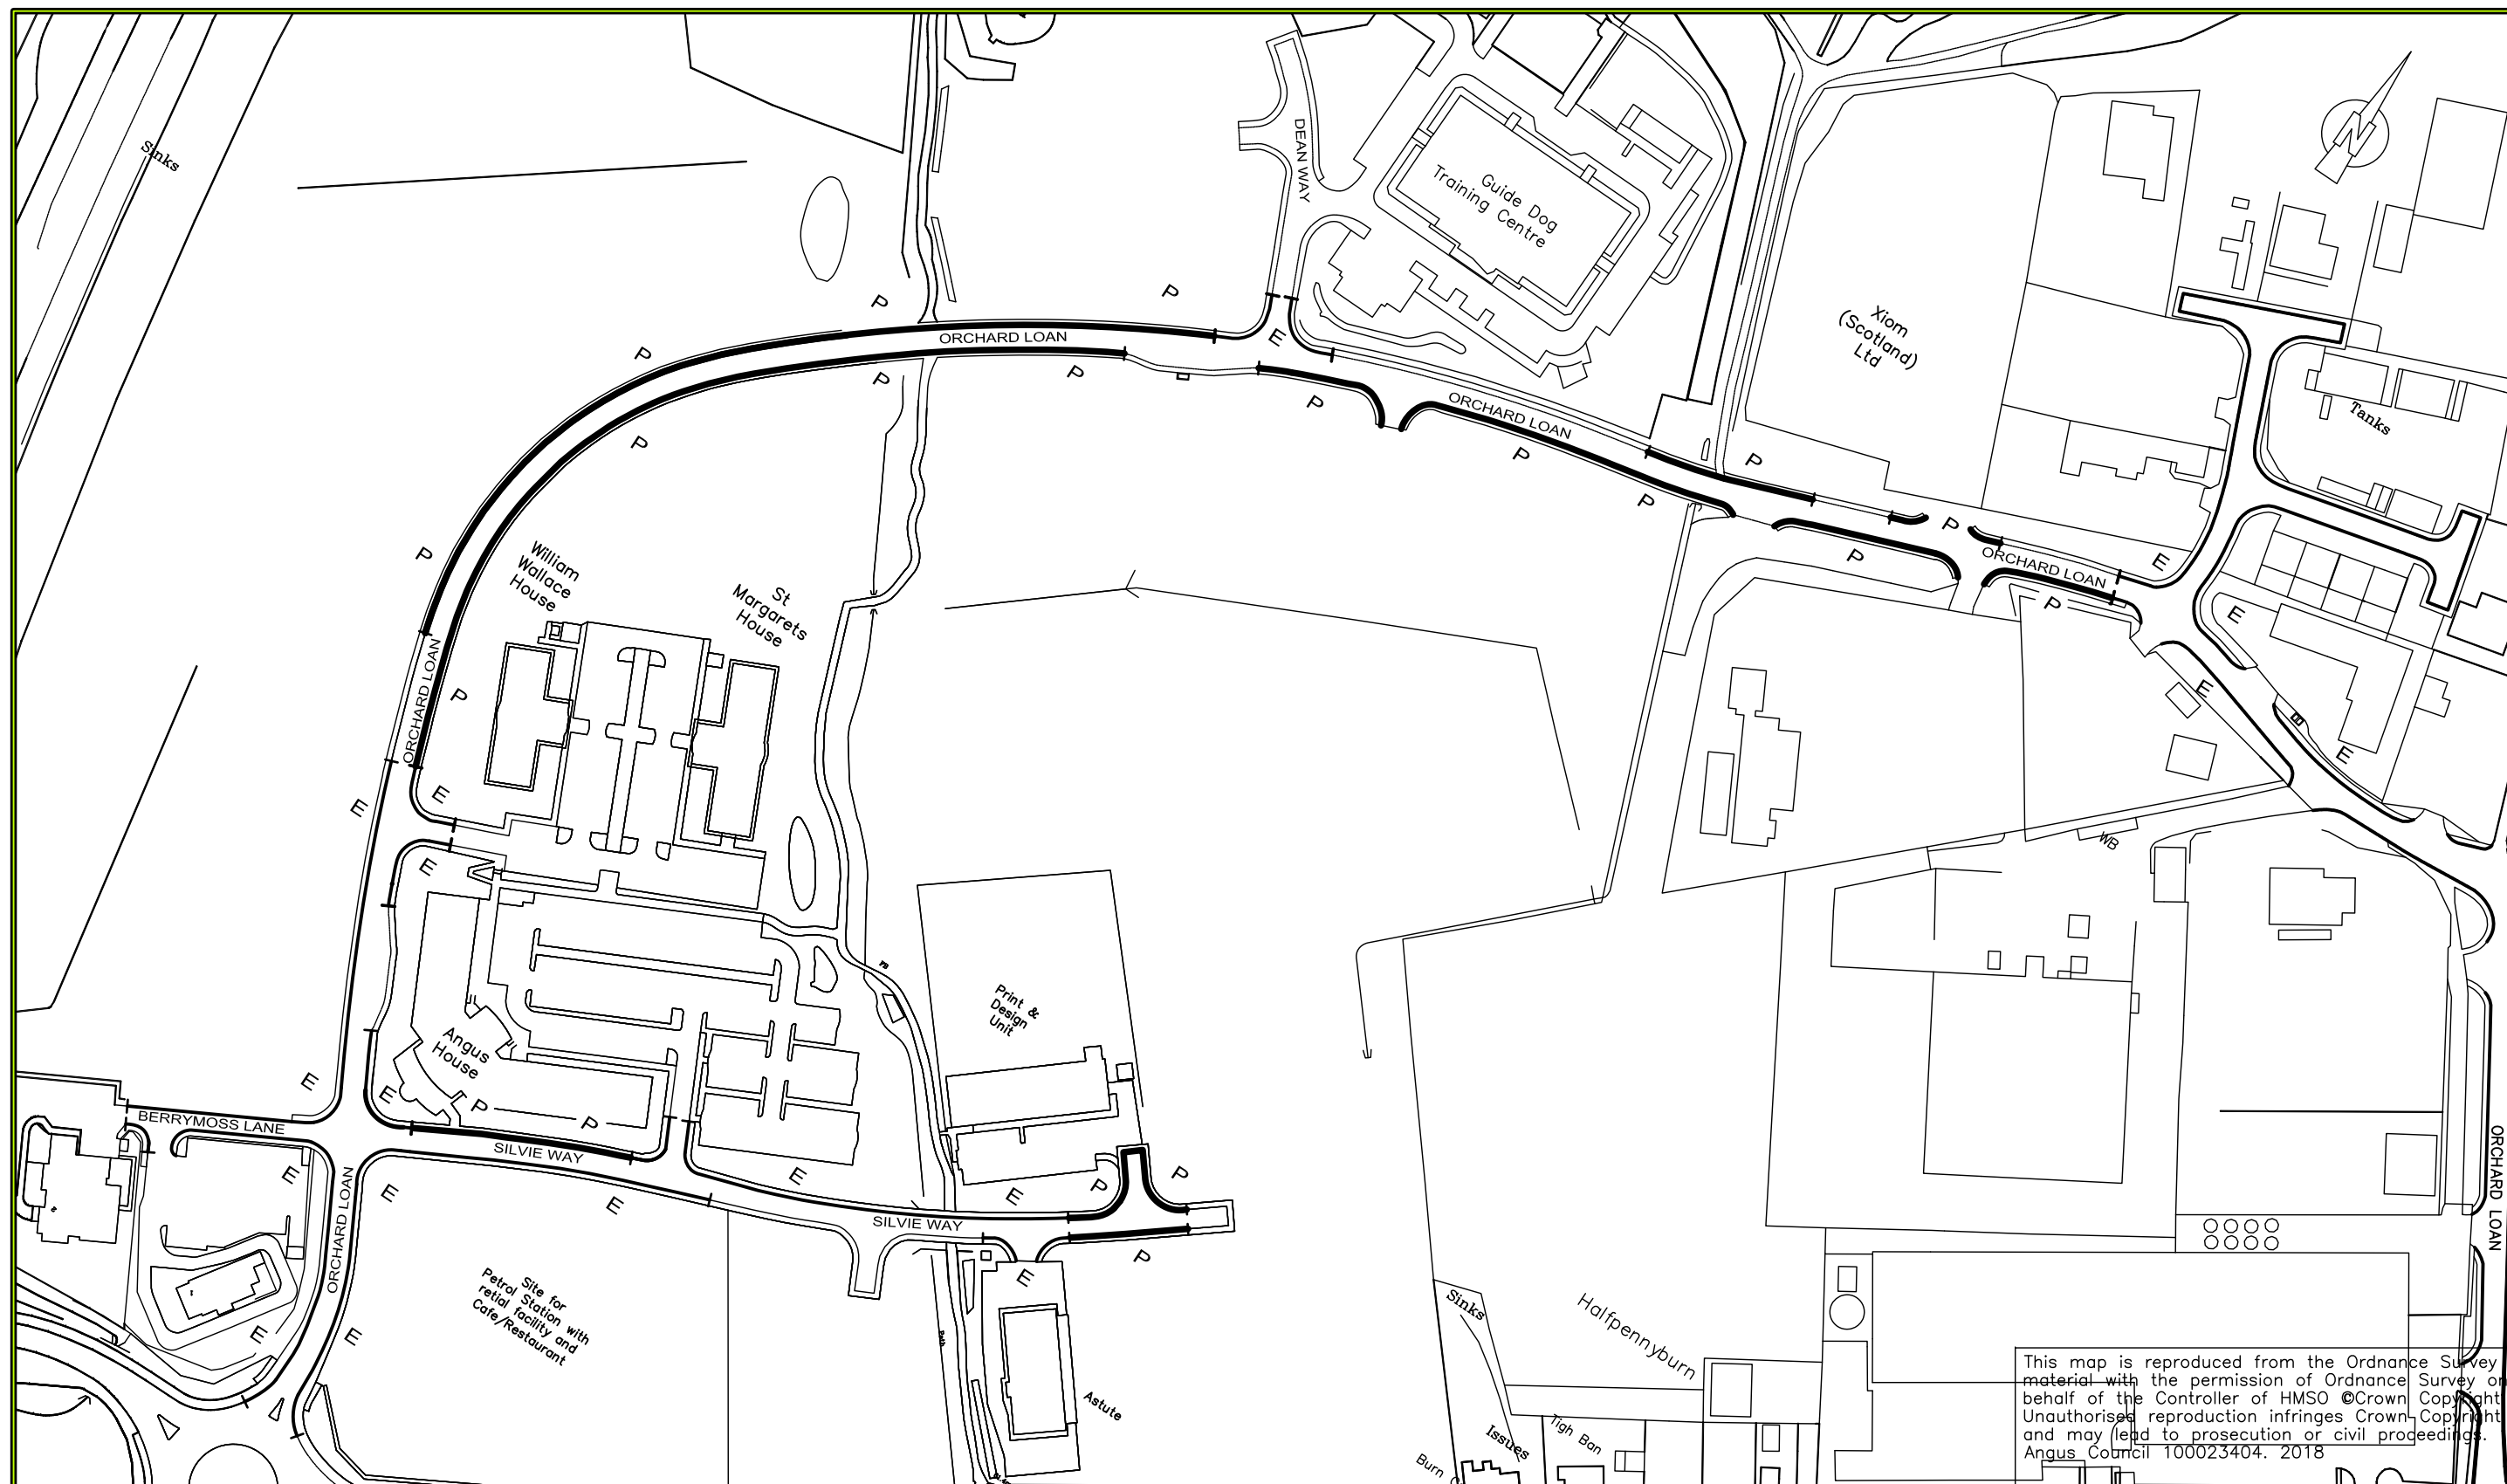 Sinks
DEAN WAY
Guide Dog
Training Centre
N
P
P
ORCHARD LOAN
E
Xiom
(Scotland)
Ltd
P
P
P
P
ORCHARD LOAN
Tanks
P
P
P
P
P
P
P
ORCHARD LOAN
P
E
P
E
William
Wallace
House
St
Margarets
House
ORCHARD LOAN
P
E
E
E
E
E
WB
Print &
Design
Unit
Angus
House
E
E
P
P
BERRYMOSS LANE
SILVIE WAY
E
E
E
E
E
P
P
SILVIE WAY
P
E
ORCHARD LOAN
ORCHARD LOAN
Site for
Petrol Station with
retial facility and
Cafe/Restaurant
E
E
Path
Astute
Sinks
Halfpennyburn
Issues
Tigh Ban
Burn
This map is reproduced from the Ordnance Survey
material with the permission of Ordnance Survey on
behalf of the Controller of HMSO ©Crown Copyright
Unauthorised reproduction infringes Crown Copyright
and may lead to prosecution or civil proceedings.
Angus Council 100023404. 2018